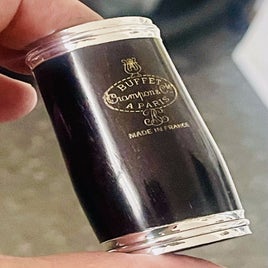 BUFFET
Crampon & Cie
A PARIS
MADE IN FRANCE